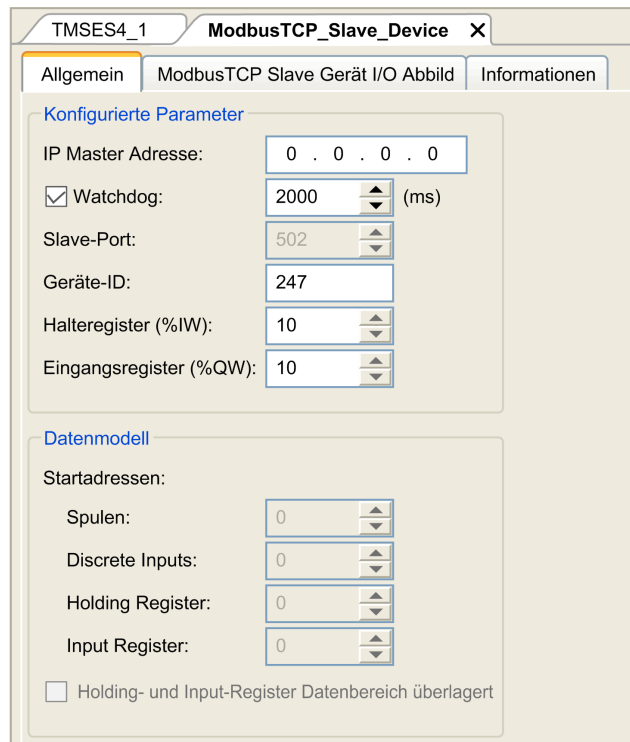 TMSES4_1 ModbusTCP_Slave_Device X
Allgemein ModbusTCP Slave Gerät I/O Abbild Informationen
Konfigurierte Parameter
IP Master Adresse: 0 . 0 . 0 . 0
Watchdog: 2000 (ms)
Slave-Port: 502
Geräte-ID: 247
Halteregister (%IW): 10
Eingangsregister (%QW): 10
Datenmodell
Startadressen:
Spulen: 0
Discrete Inputs: 0
Holding Register: 0
Input Register: 0
Holding- und Input-Register Datenbereich überlagert